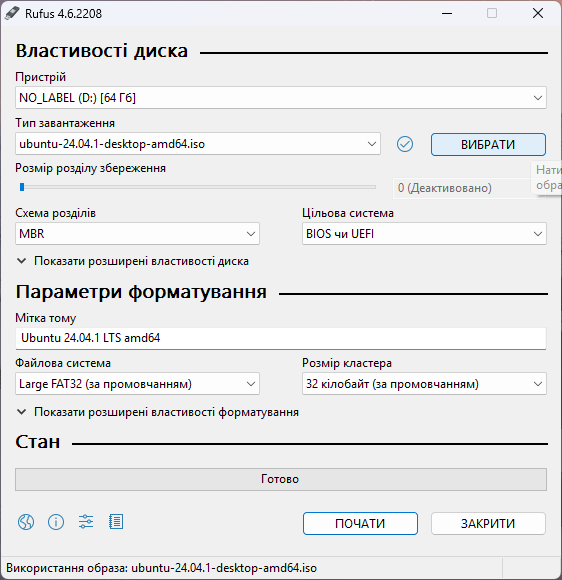 Rufus 4.6.2208
Властивості диска
Пристрій
NO_LABEL (D:) [64 Гб]
Тип завантаження
ubuntu-24.04.1-desktop-amd64.iso
ВИБРАТИ
Розмір розділу збереження
0 (Деактивовано)
Нати
обра
Схема розділів
Цільова система
MBR
BIOS чи UEFI
Показати розширені властивості диска
Параметри форматування
Мітка тому
Ubuntu 24.04.1 LTS amd64
Файлова система
Розмір кластера
Large FAT32 (за промовчанням)
32 кілобайт (за промовчанням)
Показати розширені властивості форматування
Стан
Готово
ПОЧАТИ
ЗАКРИТИ
Використання образа: ubuntu-24.04.1-desktop-amd64.iso